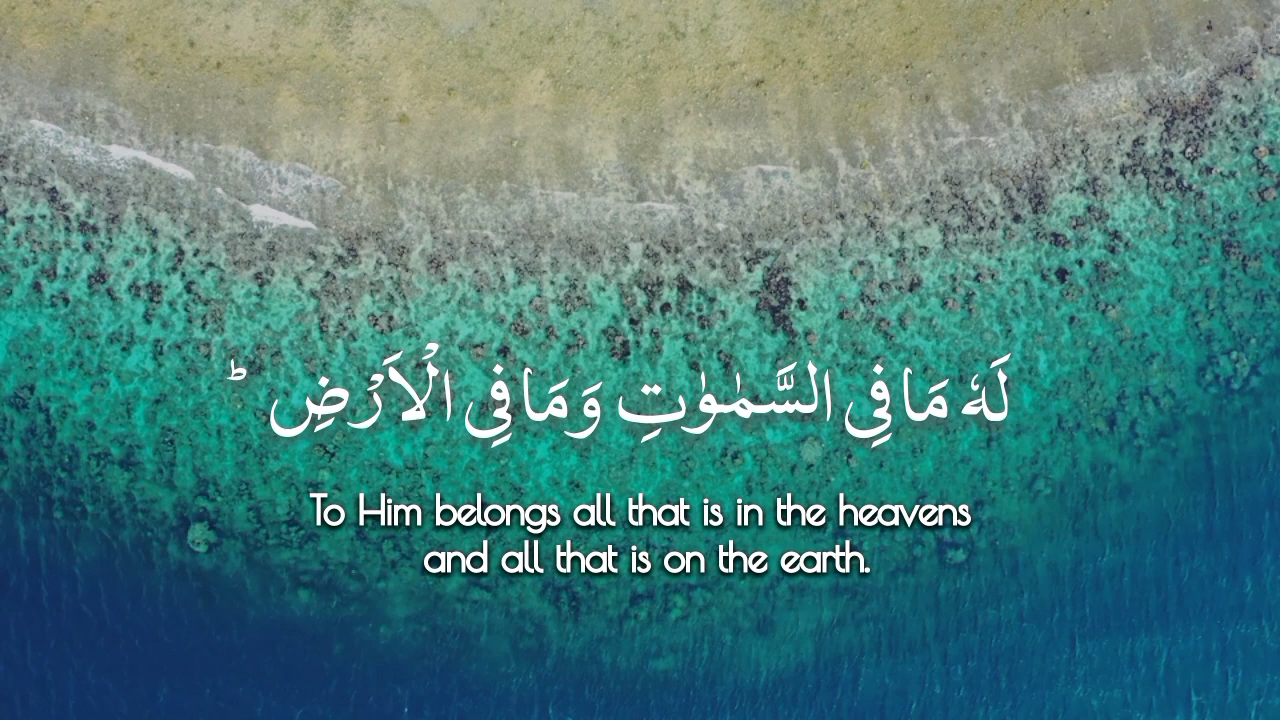 لَهٗ مَا فِی السَّمٰوٰتِ وَمَا فِی الْاَرْضِ ؕ
To Him belongs all that is in the heavens
and all that is on the earth.